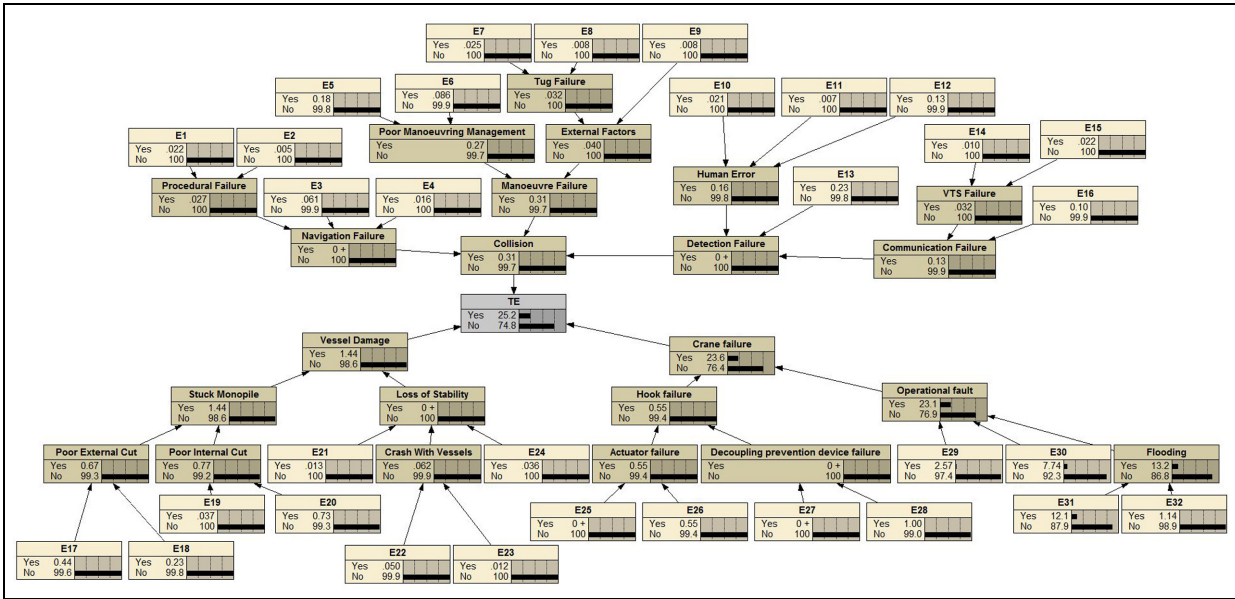 E7
Yes .025
No 100
E8
Yes .008
No 100
E9
Yes .008
No 100
E5
Yes 0.18
No 99.8
E6
Yes .086
No 99.9
Tug Failure
Yes .032
No 100
E10
Yes .021
No 100
E11
Yes .007
No 100
E12
Yes 0.13
No 99.9
E1
Yes .022
No 100
E2
Yes .005
No 100
Poor Manoeuvring Management
Yes 0.27
No 99.7
External Factors
Yes .040
No 100
E14
Yes .010
No 100
E15
Yes .022
No 100
Procedural Failure
Yes .027
No 100
E3
Yes .061
No 99.9
E4
Yes .016
No 100
Manoeuvre Failure
Yes 0.31
No 99.7
Human Error
Yes 0.16
No 99.8
E13
Yes 0.23
No 99.8
VTS Failure
Yes .032
No 100
E16
Yes 0.10
No 99.9
Navigation Failure
Yes 0 +
No 100
Collision
Yes 0.31
No 99.7
Detection Failure
Yes 0 +
No 100
Communication Failure
Yes 0.13
No 99.9
TE
Yes 25.2
No 74.8
Vessel Damage
Yes 1.44
No 98.6
Crane failure
Yes 23.6
No 76.4
Stuck Monopile
Yes 1.44
No 98.6
Loss of Stability
Yes 0 +
No 100
Hook failure
Yes 0.55
No 99.4
Operational fault
Yes 23.1
No 76.9
Poor External Cut
Yes 0.67
No 99.3
Poor Internal Cut
Yes 0.77
No 99.2
E21
Yes .013
No 100
Crash With Vessels
Yes .062
No 99.9
E24
Yes .036
No 100
Actuator failure
Yes 0.55
No 99.4
Decoupling prevention device failure
Yes 0 +
No 100
E29
Yes 2.57
No 97.4
E30
Yes 7.74
No 92.3
Flooding
Yes 13.2
No 86.8
E19
Yes .037
No 100
E20
Yes 0.73
No 99.3
E25
Yes 0 +
No 100
E26
Yes 0.55
No 99.4
E27
Yes 0 +
No 100
E28
Yes 1.00
No 99.0
E31
Yes 12.1
No 87.9
E32
Yes 1.14
No 98.9
E17
Yes 0.44
No 99.6
E18
Yes 0.23
No 99.8
E22
Yes .050
No 99.9
E23
Yes .012
No 100